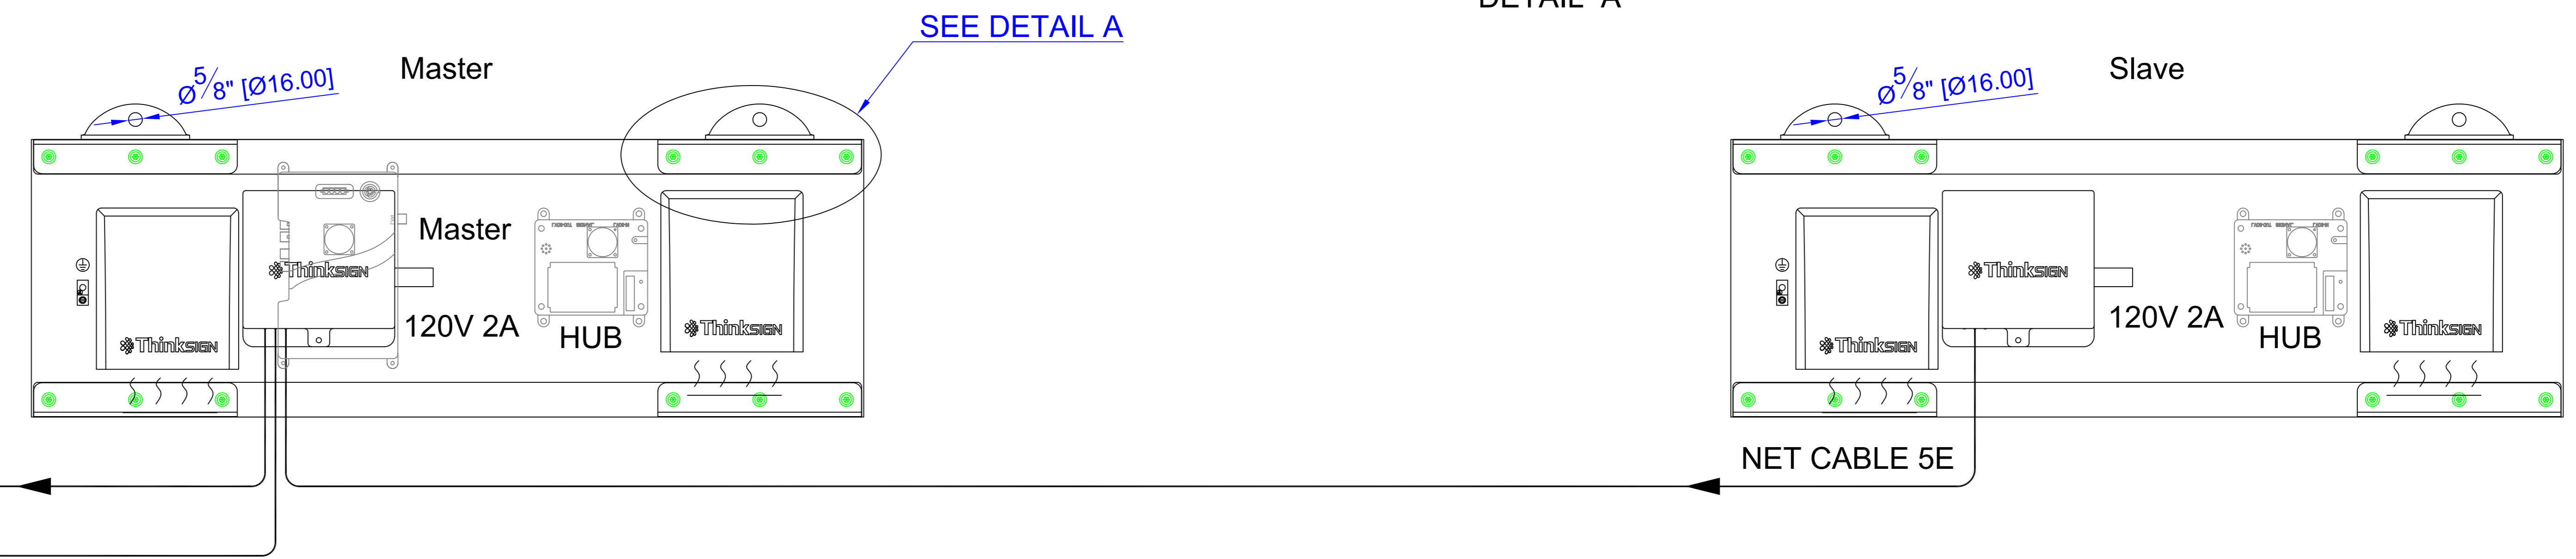 DETAIL A
SEE DETAIL A
Master
Slave
Ø5/8" [Ø16.00]
Ø5/8" [Ø16.00]
Master
ThinkSIGN
120V 2A
HUB
ThinkSIGN
ThinkSIGN
ThinkSIGN
120V 2A
HUB
ThinkSIGN
ThinkSIGN
NET CABLE 5E